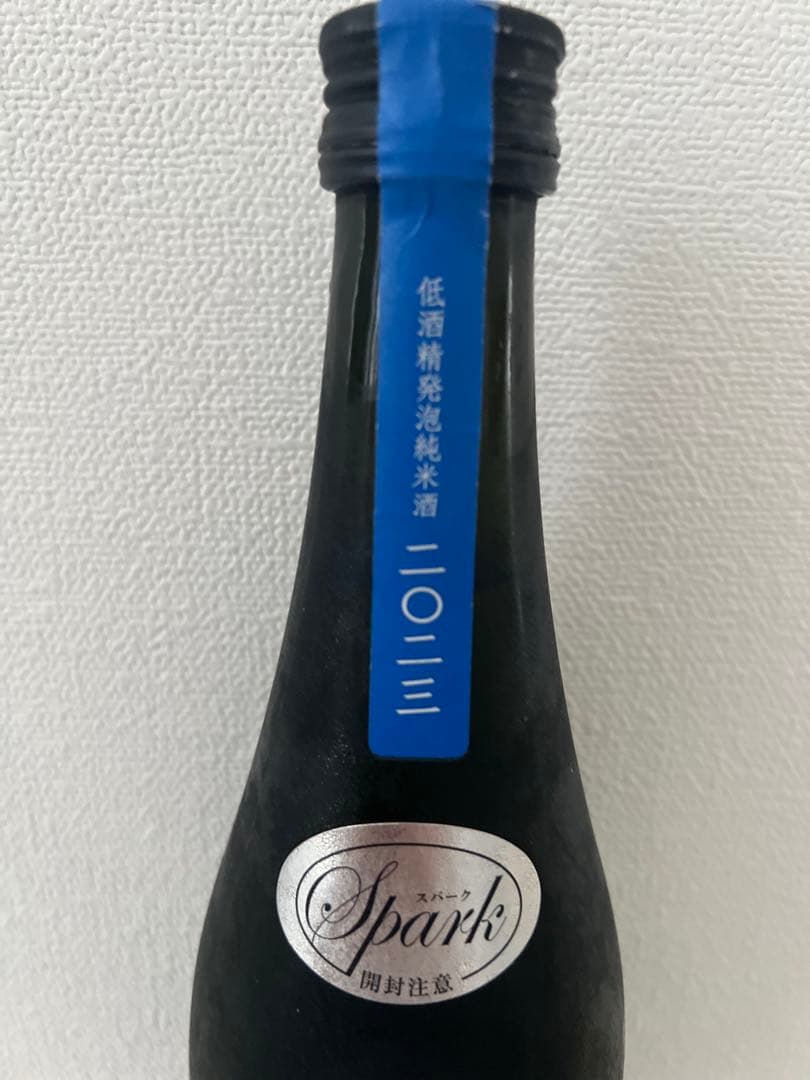 低酒精発泡純米酒
二〇二三
スパーク
Spark
開封注意